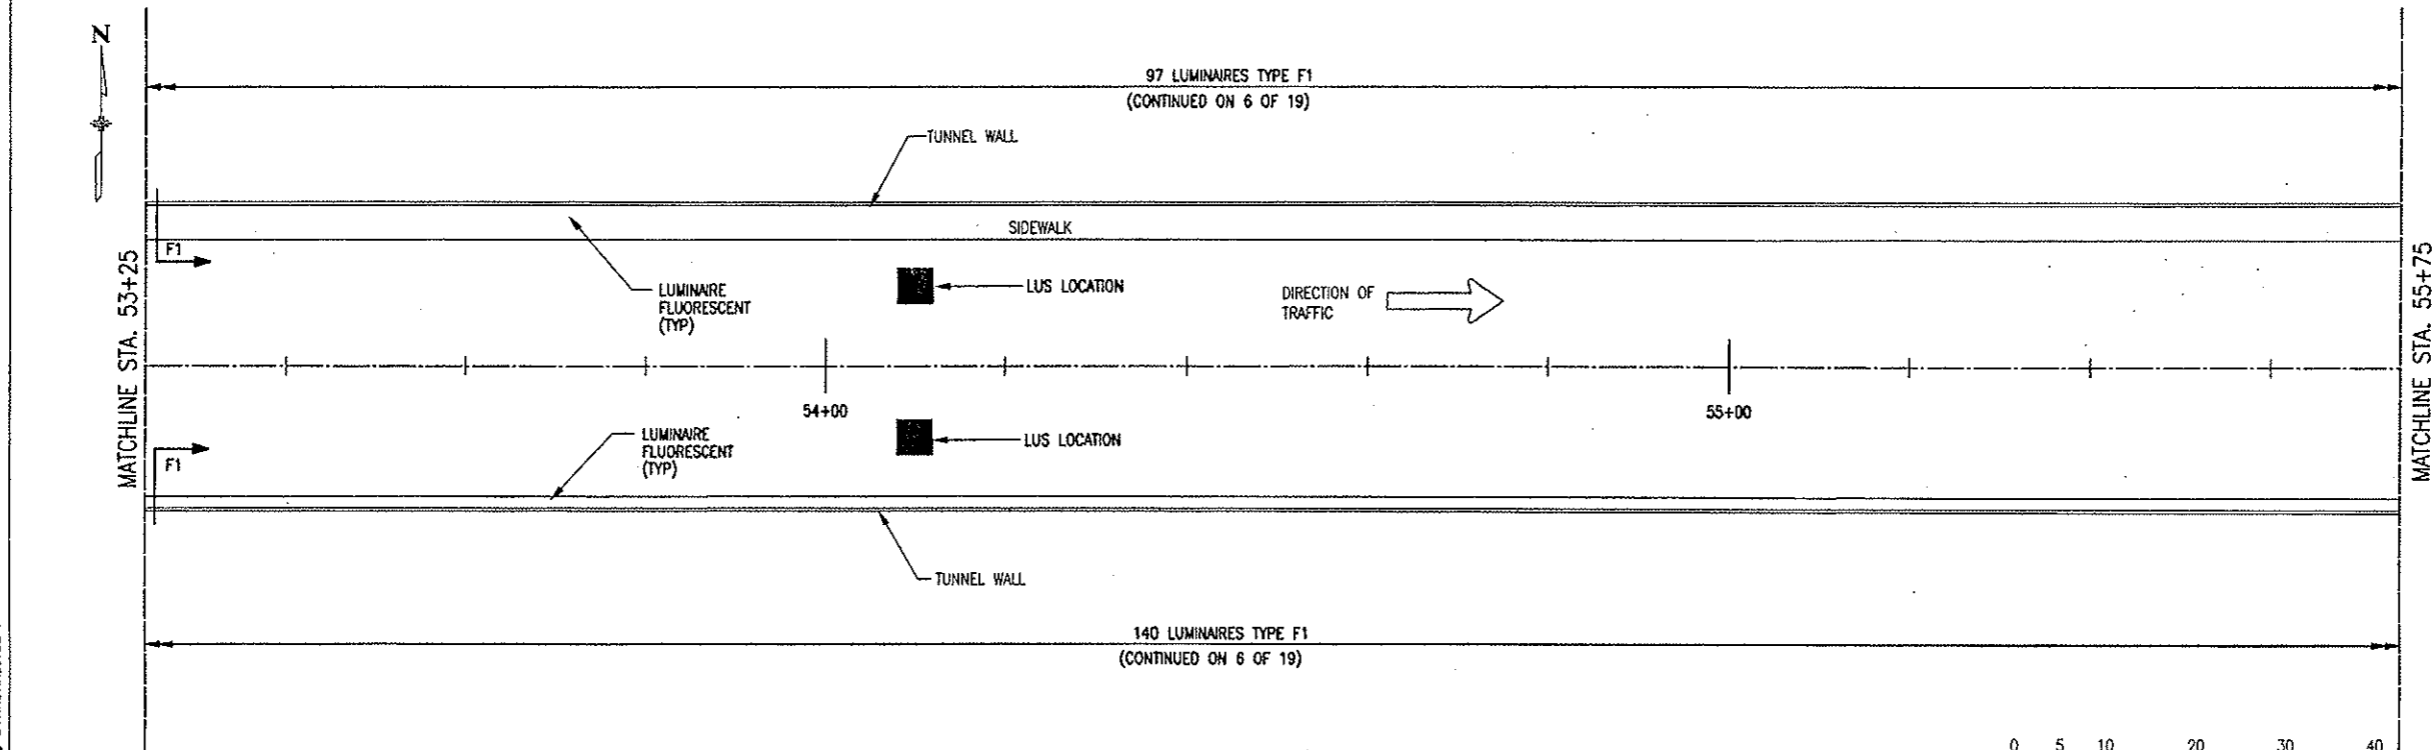 N
97 LUMINAIRES TYPE F1
(CONTINUED ON 6 OF 19)
TUNNEL WALL
SIDEWALK
F1
LUMINAIRE
FLUORESCENT
(TYP)
LUS LOCATION
DIRECTION OF
TRAFFIC
MATCHLINE STA. 53+25
MATCHLINE STA. 55+75
54+00
55+00
LUMINAIRE
FLUORESCENT
(TYP)
LUS LOCATION
F1
TUNNEL WALL
140 LUMINAIRES TYPE F1
(CONTINUED ON 6 OF 19)
0 5 10 20 30 40